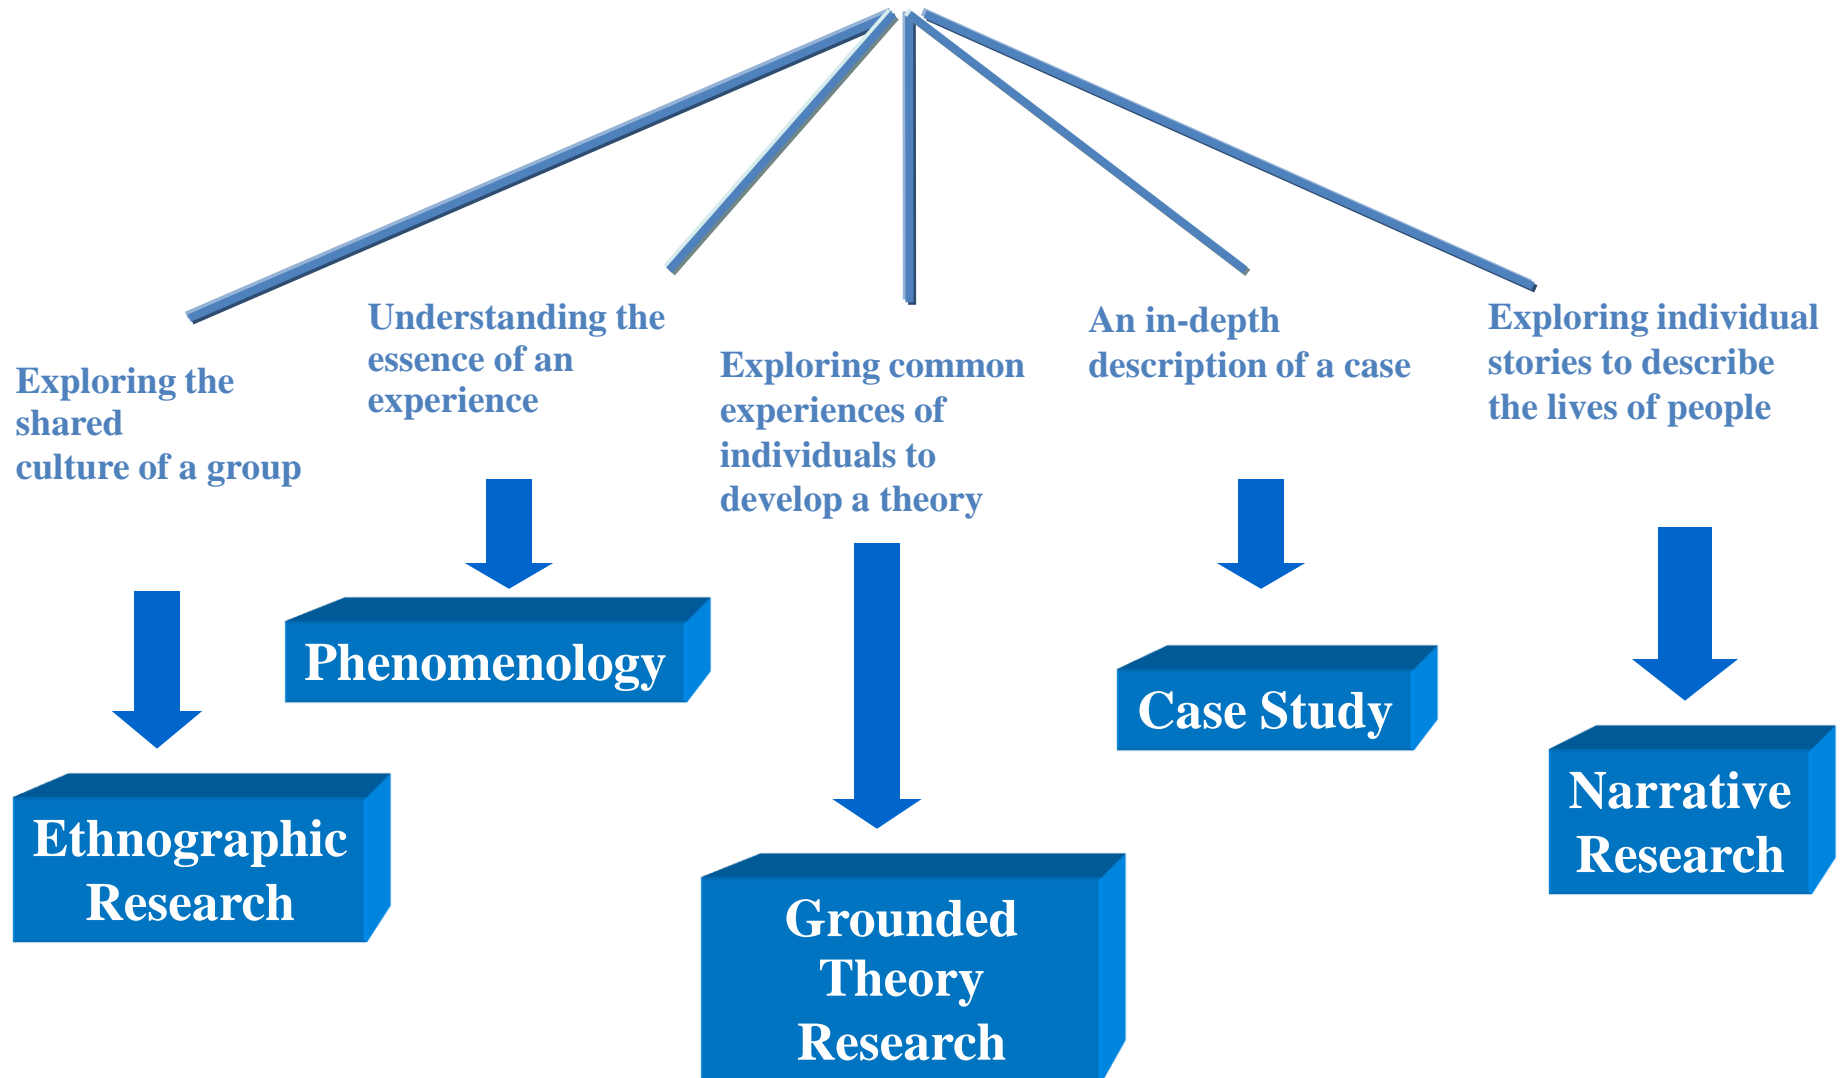 Exploring the
shared
culture of a group
Understanding the
essence of an
experience
Exploring common
experiences of
individuals to
develop a theory
An in-depth
description of a case
Exploring individual
stories to describe
the lives of people
Ethnographic
Research
Phenomenology
Grounded
Theory
Research
Case Study
Narrative
Research